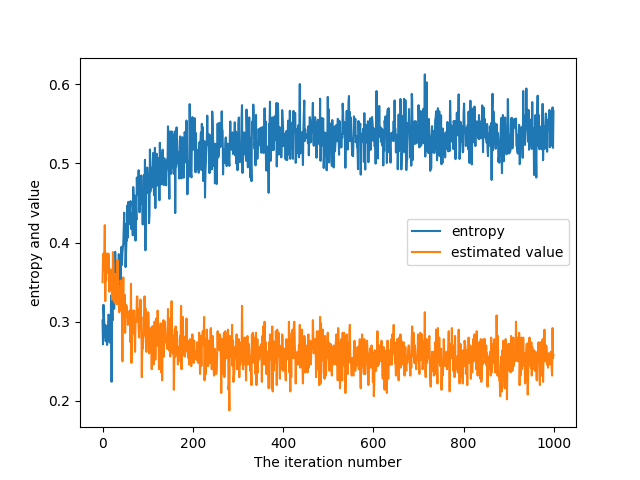 0.6
0.5
0.4
0.3
0.2
entropy and value
entropy
estimated value
0 200 400 600 800 1000
The iteration number